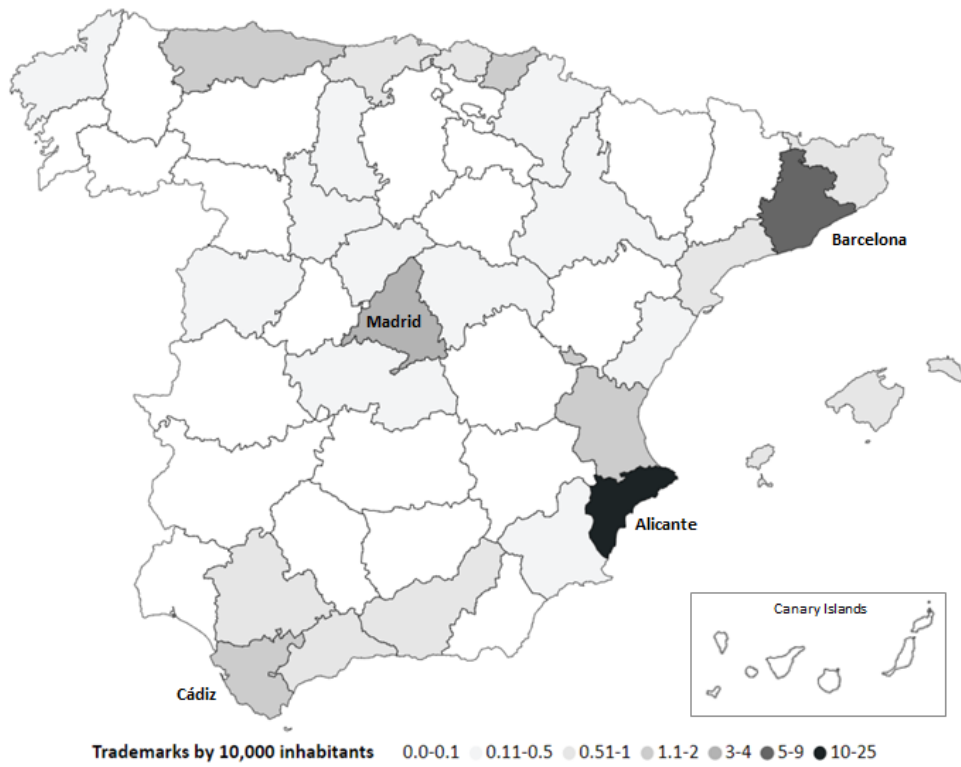 Barcelona
Madrid
Alicante
Canary Islands
Cádiz
Trademarks by 10,000 inhabitants 0.0-0.1 0.11-0.5 0.51-1 1.1-2 3-4 5-9 10-25